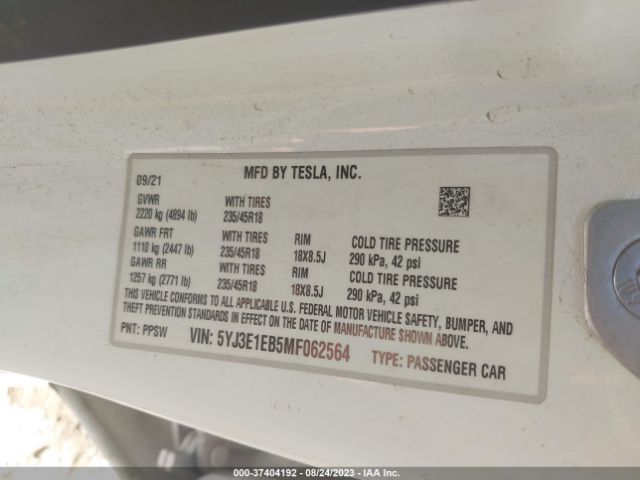 MFD BY TESLA, INC.
09/21
GVWR WITH TIRES
2220 kg (4894 lb) 235/45R18
GAWR FRT WITH TIRES RIM COLD TIRE PRESSURE
1110 kg (2447 lb) 235/45R18 18X8.5J 290 kPa, 42 psi
GAWR RR WITH TIRES RIM COLD TIRE PRESSURE
1257 kg (2771 lb) 235/45R18 18X8.5J 290 kPa, 42 psi
THIS VEHICLE CONFORMS TO ALL APPLICABLE U.S. FEDERAL MOTOR VEHICLE SAFETY, BUMPER, AND
THEFT PREVENTION STANDARDS IN EFFECT ON THE DATE OF MANUFACTURE SHOWN ABOVE.
PNT: PPSW VIN: 5YJ3E1EB5MF062564 TYPE: PASSENGER CAR
000-37404192 - 08/24/2023 - IAA Inc.